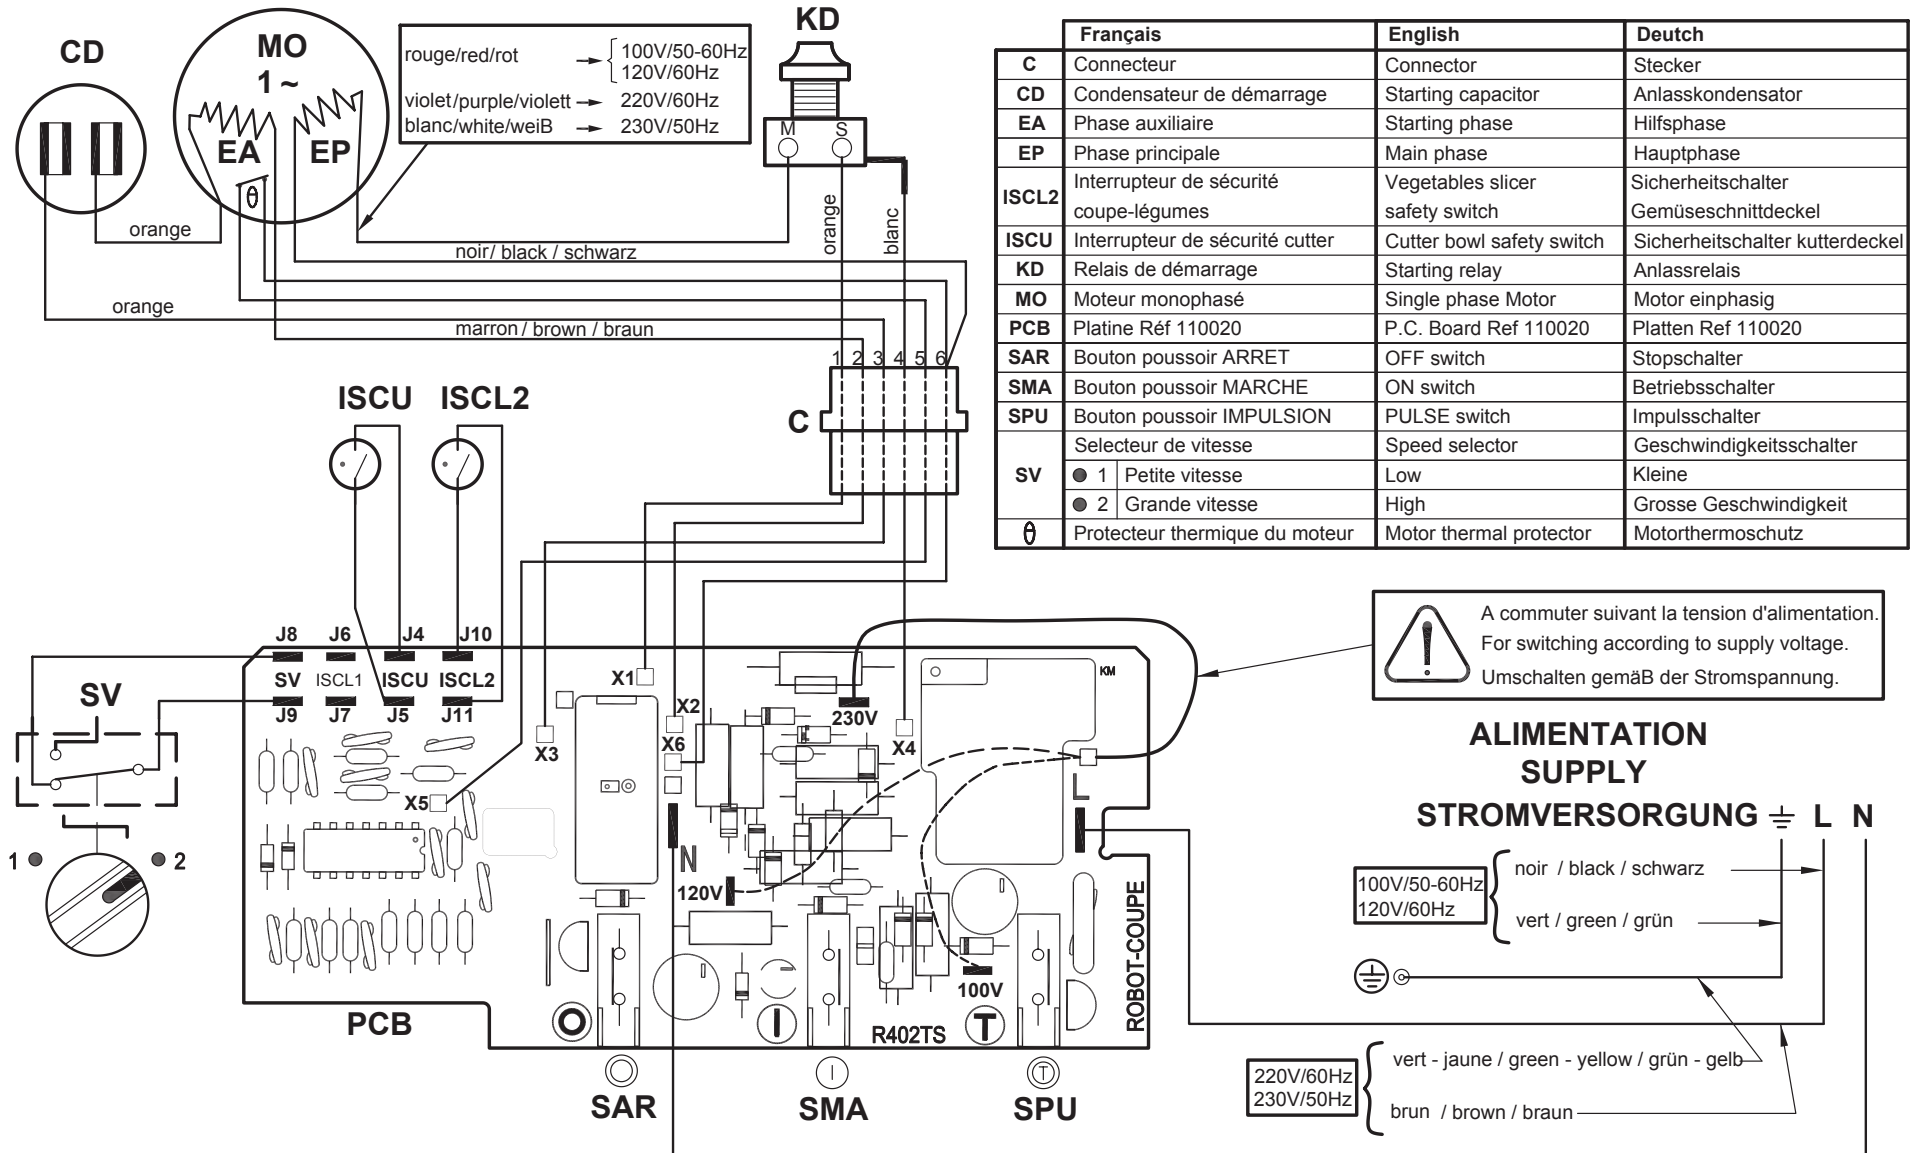 CD
MO
1 ~
EA
EP
θ
rouge/red/rot
100V/50-60Hz
120V/60Hz
violet/purple/violett
220V/60Hz
blanc/white/weiB
230V/50Hz
KD
M
S
orange
orange
orange
blanc
noir/ black / schwarz
marron / brown / braun
1 2 3 4 5 6
C
Français English Deutch
C Connecteur Connector Stecker
CD Condensateur de démarrage Starting capacitor Anlasskondensator
EA Phase auxiliaire Starting phase Hilfsphase
EP Phase principale Main phase Hauptphase
ISCL2 Interrupteur de sécurité Vegetables slicer Sicherheitschalter
coupe-légumes safety switch Gemüseschnittdeckel
ISCU Interrupteur de sécurité cutter Cutter bowl safety switch Sicherheitschalter kutterdeckel
KD Relais de démarrage Starting relay Anlassrelais
MO Moteur monophasé Single phase Motor Motor einphasig
PCB Platine Réf 110020 P.C. Board Ref 110020 Platten Ref 110020
SAR Bouton poussoir ARRET OFF switch Stopschalter
SMA Bouton poussoir MARCHE ON switch Betriebsschalter
SPU Bouton poussoir IMPULSION PULSE switch Impulsschalter
SV Selecteur de vitesse Speed selector Geschwindigkeitsschalter
1 Petite vitesse Low Kleine
2 Grande vitesse High Grosse Geschwindigkeit
θ Protecteur thermique du moteur Motor thermal protector Motorthermoschutz
ISCU ISCL2
A commuter suivant la tension d'alimentation.
For switching according to supply voltage.
Umschalten gemäB der Stromspannung.
J8 J6 J4 J10
SV ISCL1 ISCU ISCL2
J9 J7 J5 J11
X1
X2
X3
X6
X4
X5
230V
KM
L
N
120V
100V
SV
1
2
PCB
O
I
T
R402TS
ROBOT-COUPE
SAR
I
SMA
T
SPU
ALIMENTATION
SUPPLY
STROMVERSORGUNG L N
100V/50-60Hz
120V/60Hz
noir / black / schwarz
vert / green / grün
220V/60Hz
230V/50Hz
vert - jaune / green - yellow / grün - gelb
brun / brown / braun